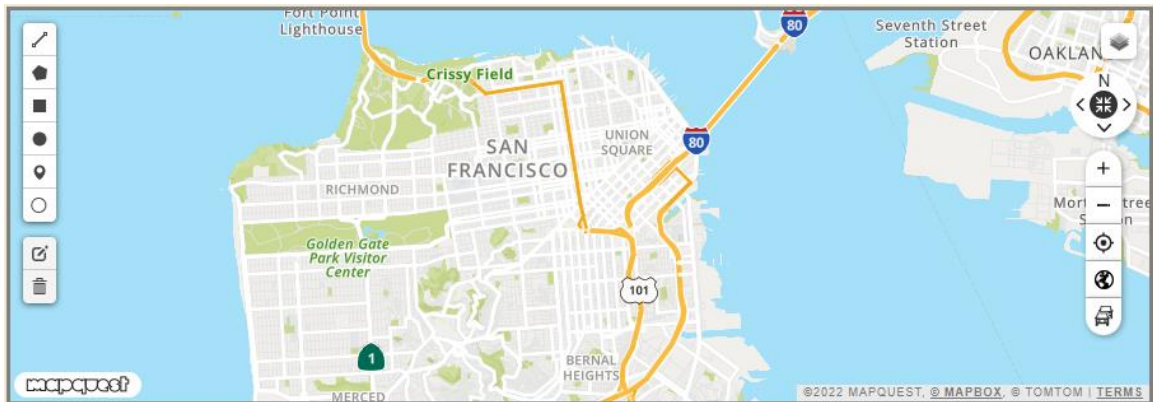 Fort Point
Lighthouse
80
Seventh Street
Station
OAKLAN
Crissy Field
N
SAN
FRANCISCO
UNION
SQUARE
80
RICHMOND
Golden Gate
Park Visitor
Center
101
1
BERNAL
HEIGHTS
MERCED
mapquest
©2022 MAPQUEST, © MAPBOX, © TOMTOM | TERMS